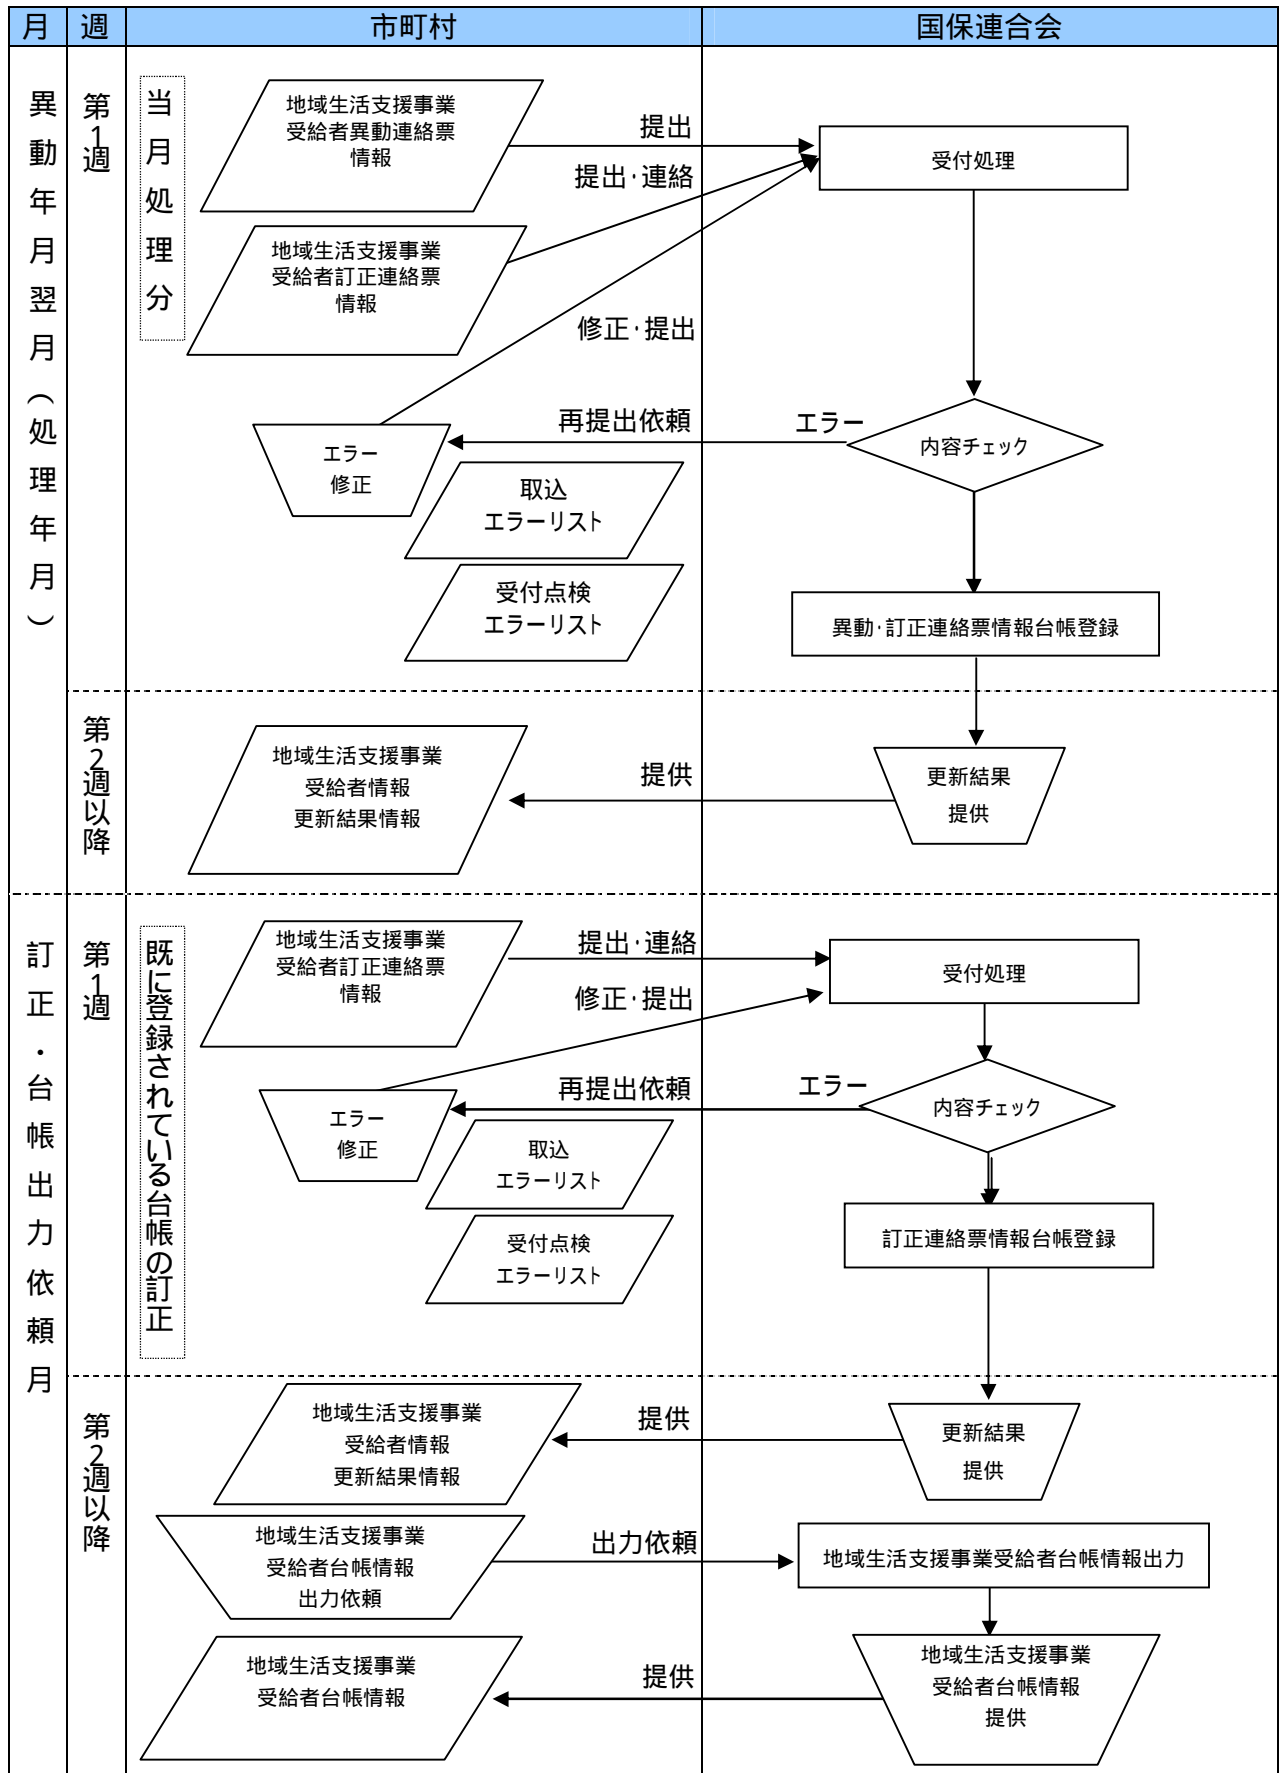 月
週
市町村
国保連合会
異動年月翌月（処理年月）
第1週
当月処理分
地域生活支援事業
受給者異動連絡票
情報
提出
受付処理
提出・連絡
地域生活支援事業
受給者訂正連絡票
情報
修正・提出
再提出依頼
エラー
内容チェック
エラー
修正
取込
エラーリスト
受付点検
エラーリスト
異動・訂正連絡票情報台帳登録
第2週以降
地域生活支援事業
受給者情報
更新結果情報
提供
更新結果
提供
訂正・台帳出力依頼月
第1週
既に登録されている台帳の訂正
地域生活支援事業
受給者訂正連絡票
情報
提出・連絡
受付処理
修正・提出
再提出依頼
エラー
内容チェック
エラー
修正
取込
エラーリスト
受付点検
エラーリスト
訂正連絡票情報台帳登録
第2週以降
地域生活支援事業
受給者情報
更新結果情報
提供
更新結果
提供
地域生活支援事業
受給者台帳情報
出力依頼
出力依頼
地域生活支援事業受給者台帳情報出力
地域生活支援事業
受給者台帳情報
提供
地域生活支援事業
受給者台帳情報
提供